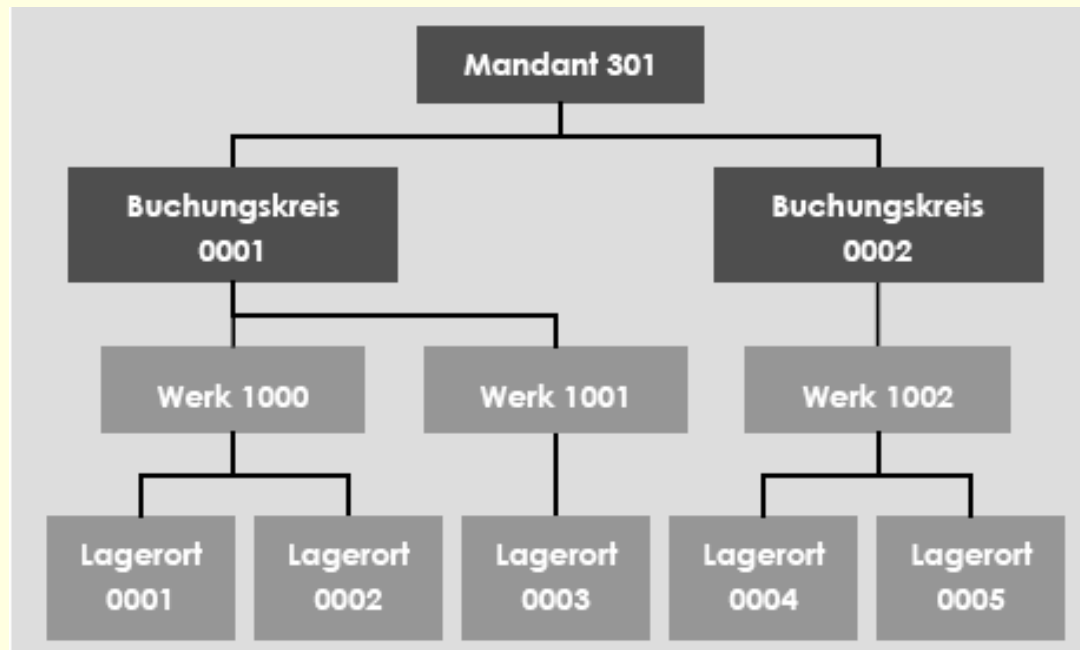 Mandant 301
Buchungskreis
0001
Buchungskreis
0002
Werk 1000
Werk 1001
Werk 1002
Lagerort
0001
Lagerort
0002
Lagerort
0003
Lagerort
0004
Lagerort
0005